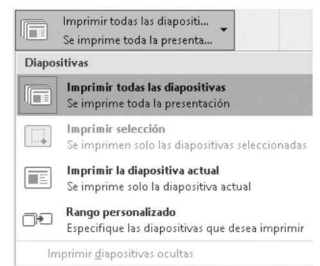 Imprimir todas las diapositi...
Se imprime toda la presenta...
Diapositivas
Imprimir todas las diapositivas
Se imprime toda la presentación
Imprimir selección
Se imprimen solo las diapositivas seleccionadas
Imprimir la diapositiva actual
Se imprime solo la diapositiva actual
Rango personalizado
Especifique las diapositivas que desea imprimir
Imprimir diapositivas ocultas